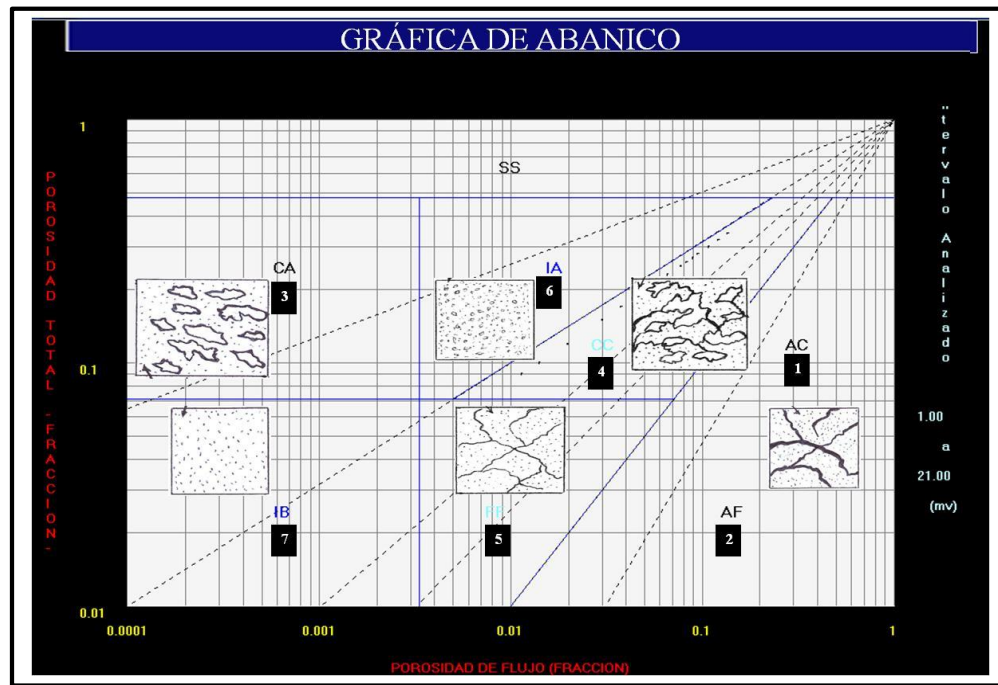 GRÁFICA DE ABANICO
1
SS
CA
3
IA
6
CC
4
AC
1
0.1
IB
7
FF
5
AF
2
0.01
0.0001
0.001
0.01
0.1
1
POROSIDAD DE FLUJO (FRACCION)
POROSIDAD TOTAL -FRACCION-
ntervalo Analizado
1.00
a
21.00
(mv)